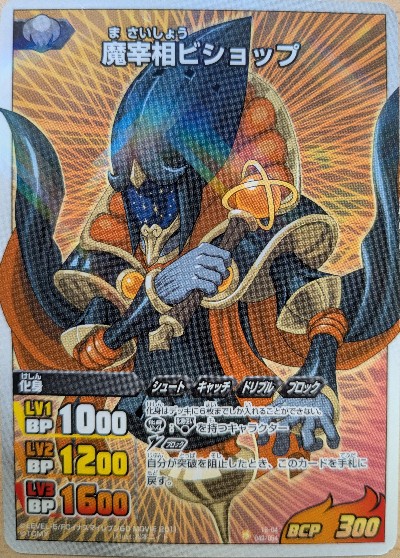 ま さいしょう
魔宰相ビショップ
けしん
化身
シュート キャッチ ドリブル ブロック
LV1
BP 1000
LV2
BP 1200
LV3
BP 1600
化身はデッキに6枚までしか入れることができない。
を持つキャラクター
ブロック
自分が突破を阻止したとき、このカードを手札に
戻す。
BCP 300